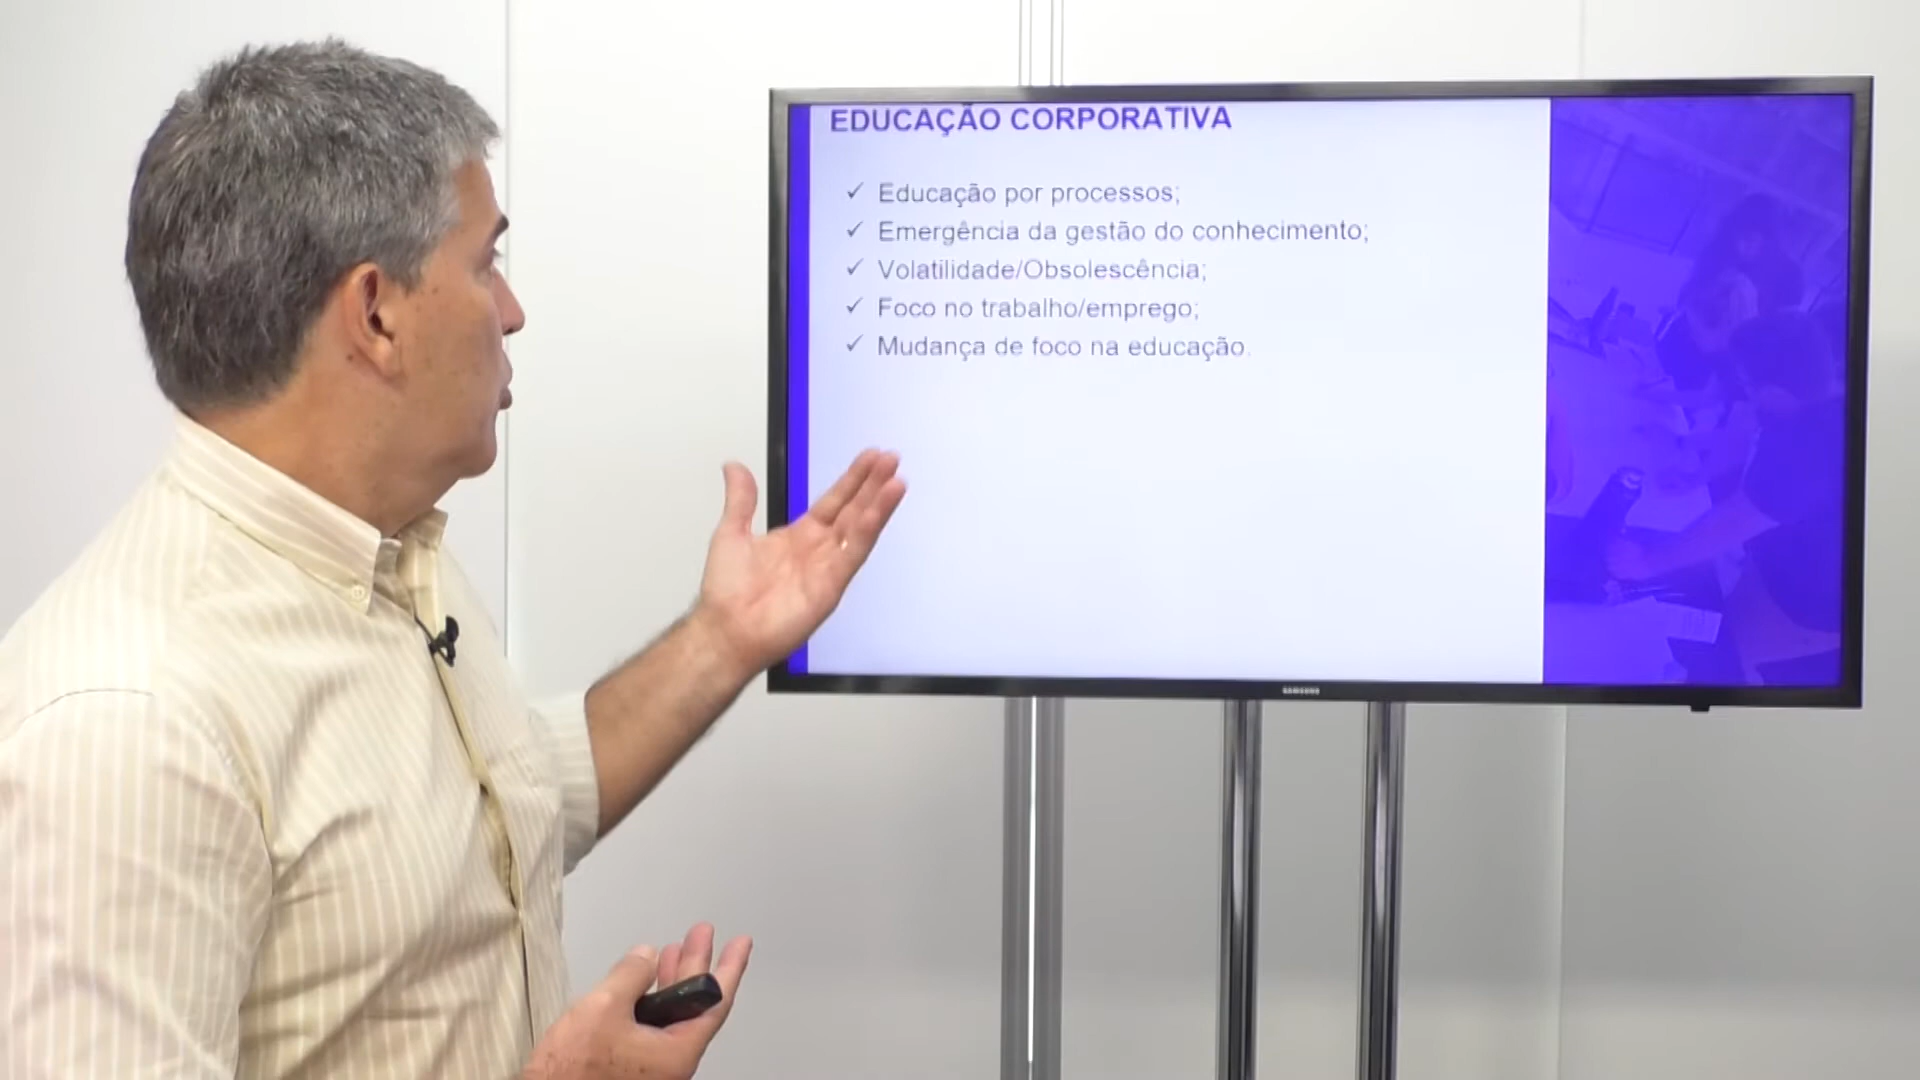 EDUCAÇÃO CORPORATIVA
✓ Educação por processos;
✓ Emergência da gestão do conhecimento;
✓ Volatilidade/Obsolescência;
✓ Foco no trabalho/emprego;
✓ Mudança de foco na educação.
SAMSUNG